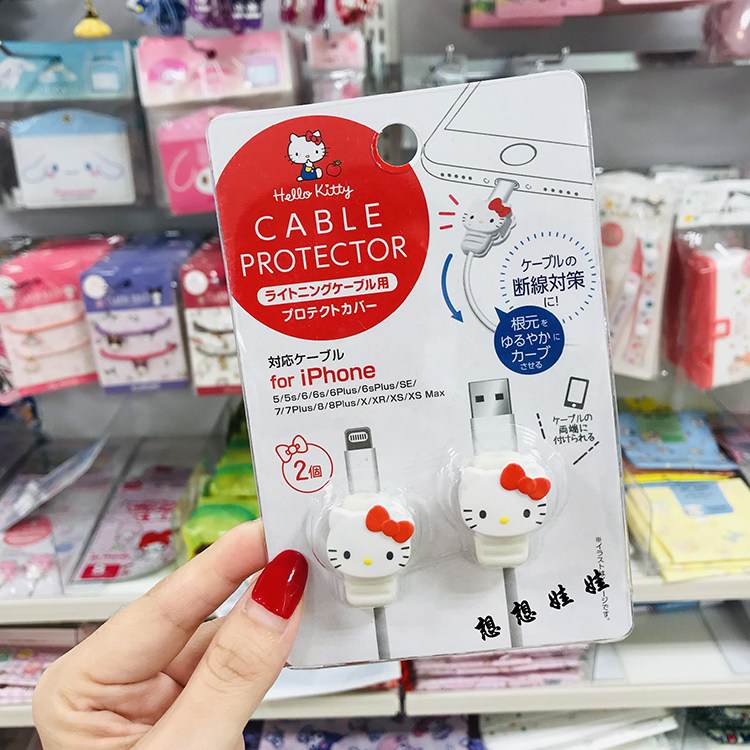 Hello Kitty
CABLE
PROTECTOR
ライトニングケーブル用
プロテクトカバー
対応ケーブル
for iPhone
5/5s/6/6s/6Plus/6sPlus/SE/
7/7Plus/8/8Plus/X/XR/XS/XS Max
2個
ケーブルの
断線対策
に!
根元を
ゆるやかに
カーブ
させる
ケーブルの
両端に
付けられる
想想娃娃